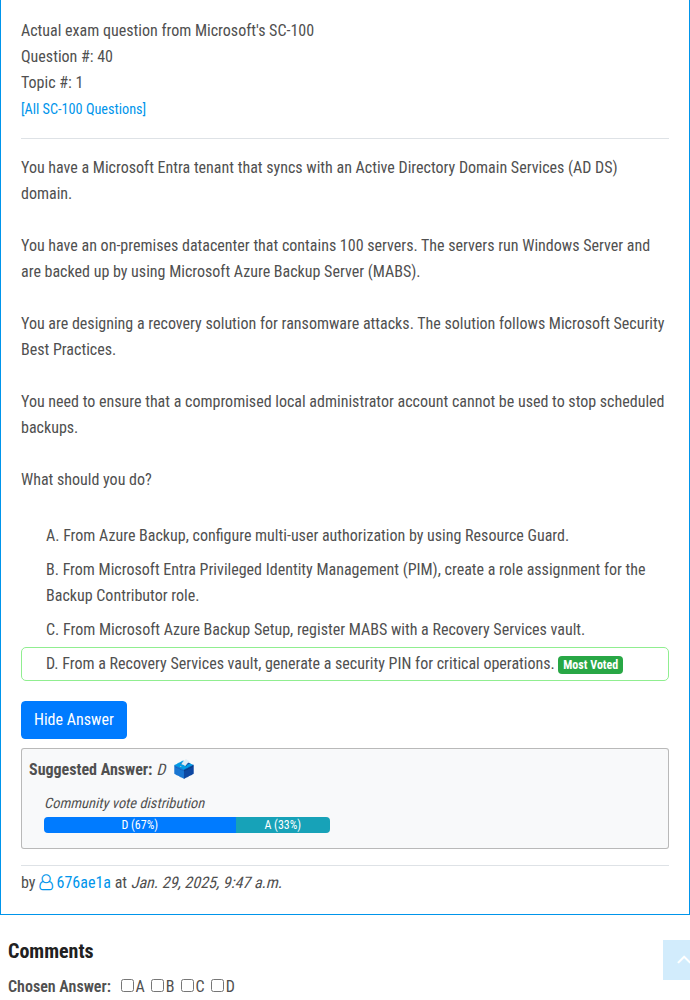 Actual exam question from Microsoft's SC-100
Question #: 40
Topic #: 1
[All SC-100 Questions]
You have a Microsoft Entra tenant that syncs with an Active Directory Domain Services (AD DS)
domain.
You have an on-premises datacenter that contains 100 servers. The servers run Windows Server and
are backed up by using Microsoft Azure Backup Server (MABS).
You are designing a recovery solution for ransomware attacks. The solution follows Microsoft Security
Best Practices.
You need to ensure that a compromised local administrator account cannot be used to stop scheduled
backups.
What should you do?
A. From Azure Backup, configure multi-user authorization by using Resource Guard.
B. From Microsoft Entra Privileged Identity Management (PIM), create a role assignment for the
Backup Contributor role.
C. From Microsoft Azure Backup Setup, register MABS with a Recovery Services vault.
D. From a Recovery Services vault, generate a security PIN for critical operations. Most Voted
Hide Answer
Suggested Answer: D
Community vote distribution
D (67%) A (33%)
by 676ae1a at Jan. 29, 2025, 9:47 a.m.
Comments
Chosen Answer: A B C D